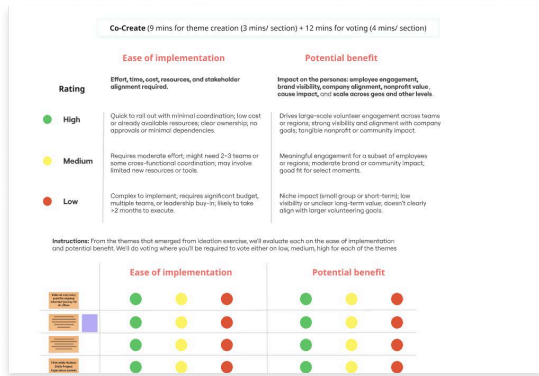 Co-Create (9 mins for theme creation (3 mins/ section) + 12 mins for voting (4 mins/ section)
Ease of implementation
Potential benefit
Rating
Effort, time, cost, resources, and stakeholder
alignment required.
Impact on the personas: employee engagement,
brand visibility, company alignment, nonprofit value,
cause impact, and scale across geos and other levels.
High
Quick to rall out with minimal coordination; low cost
or already available resources; clear ownership; no
approvals or minimal dependencies.
Drives large-scale volunteer engagement across teams
or regions; strong visibility and alignment with company
goals; tangible nonprofit or community impact.
Medium
Requires moderate effort; might need 2-3 teams or
some cross-functional coordination; may involve
limited new resources or tools.
Meaningful engagement for a subset of employees
or regions; moderate brand or community impact;
good fit for select moments.
Low
Complex to implement; requires significant budget,
multiple teams, or leadership buy-in; likely to take
>2 months to execute.
Niche impact (small group or short-term); low
visibility or unclear long-term value; doesn't clearly
align with larger volunteering goals.
Instructions: From the themes that emerged from ideation exercise, we'll evaluate each on the ease of implementation
and potential benefit. We'll do voting where you'll be required to vote either on low, medium, high for each of the themes
Ease of implementation
Potential benefit